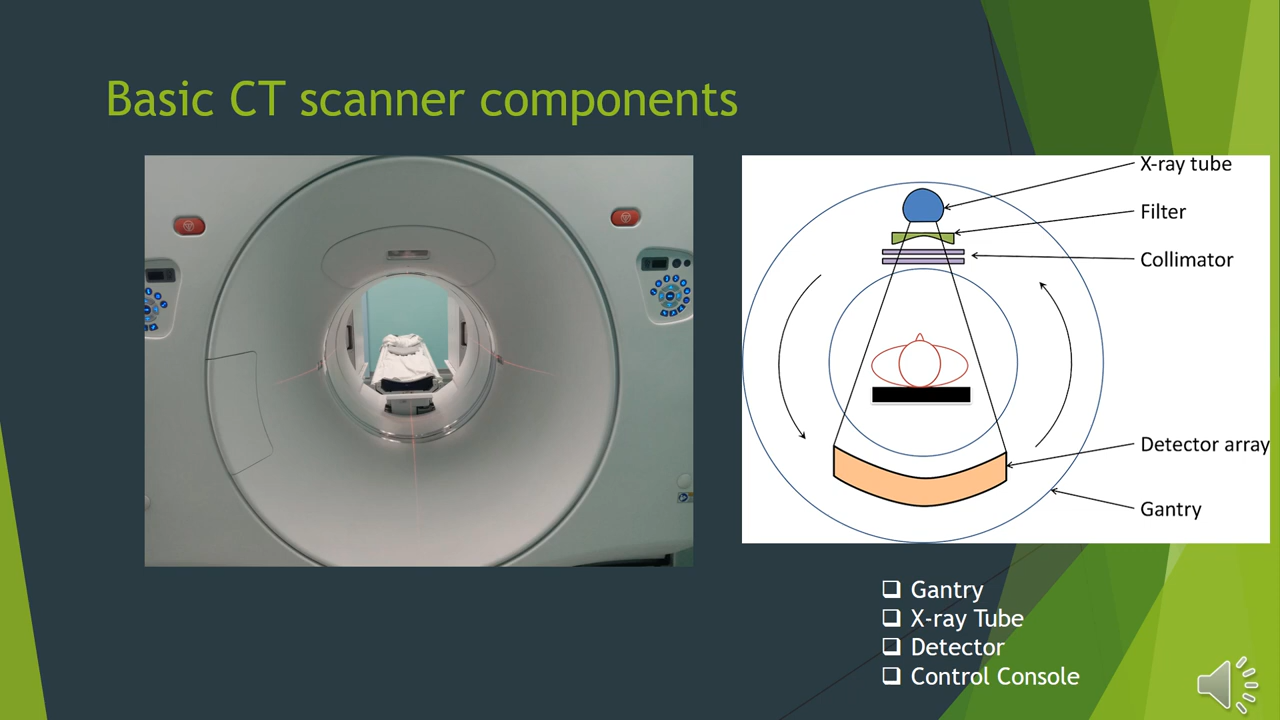 Basic CT scanner components
X-ray tube
Filter
Collimator
Detector array
Gantry
Gantry
X-ray Tube
Detector
Control Console